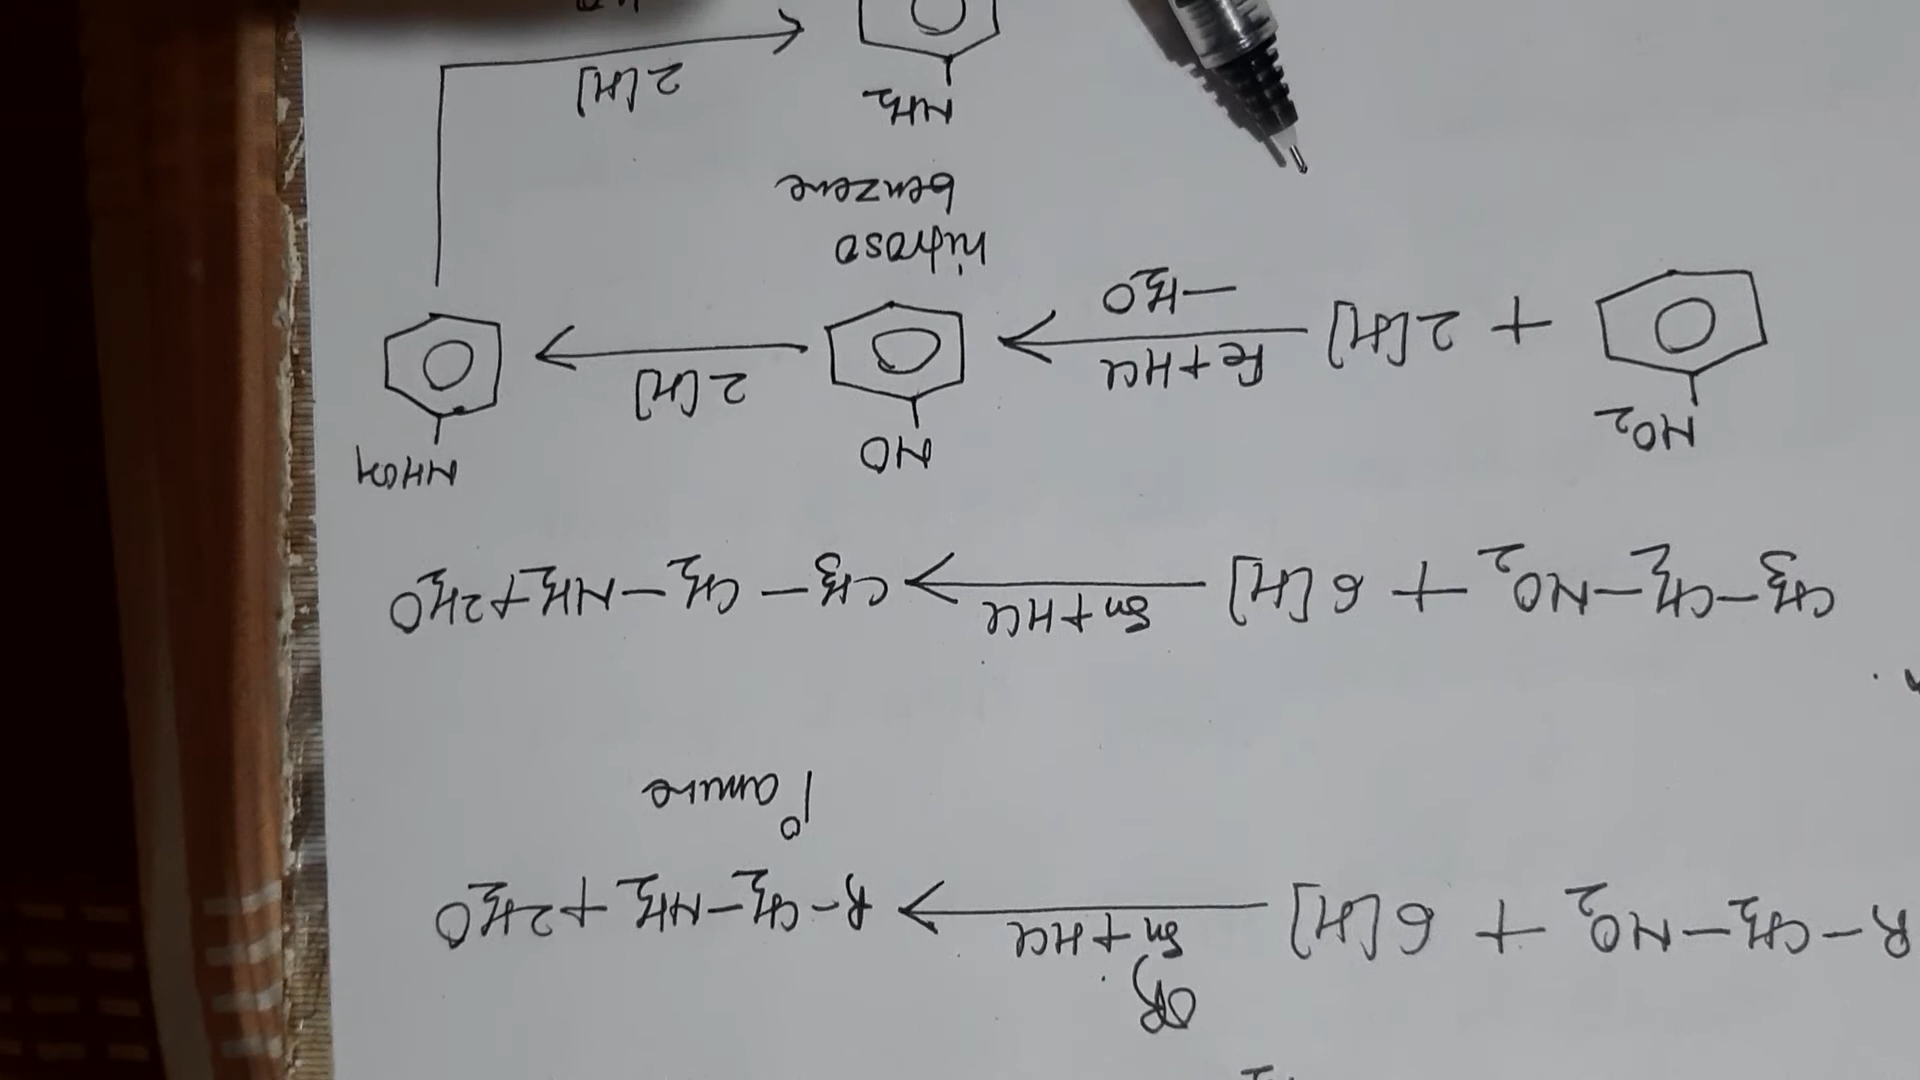 OR
R-CH₂-NO₂ + 6[H] Sn+HCl → R-CH₂-NH₂+2H₂O
1° amine
CH₃-CH₂-NO₂ + 6[H] Sn+HCl → CH₃-CH₂-NH₂+2H₂O
NO₂ NO NHOH
+ 2[H] Fe+HCl → 2[H] →
-H₂O
nitroso
benzene
NH₂
2[H] →